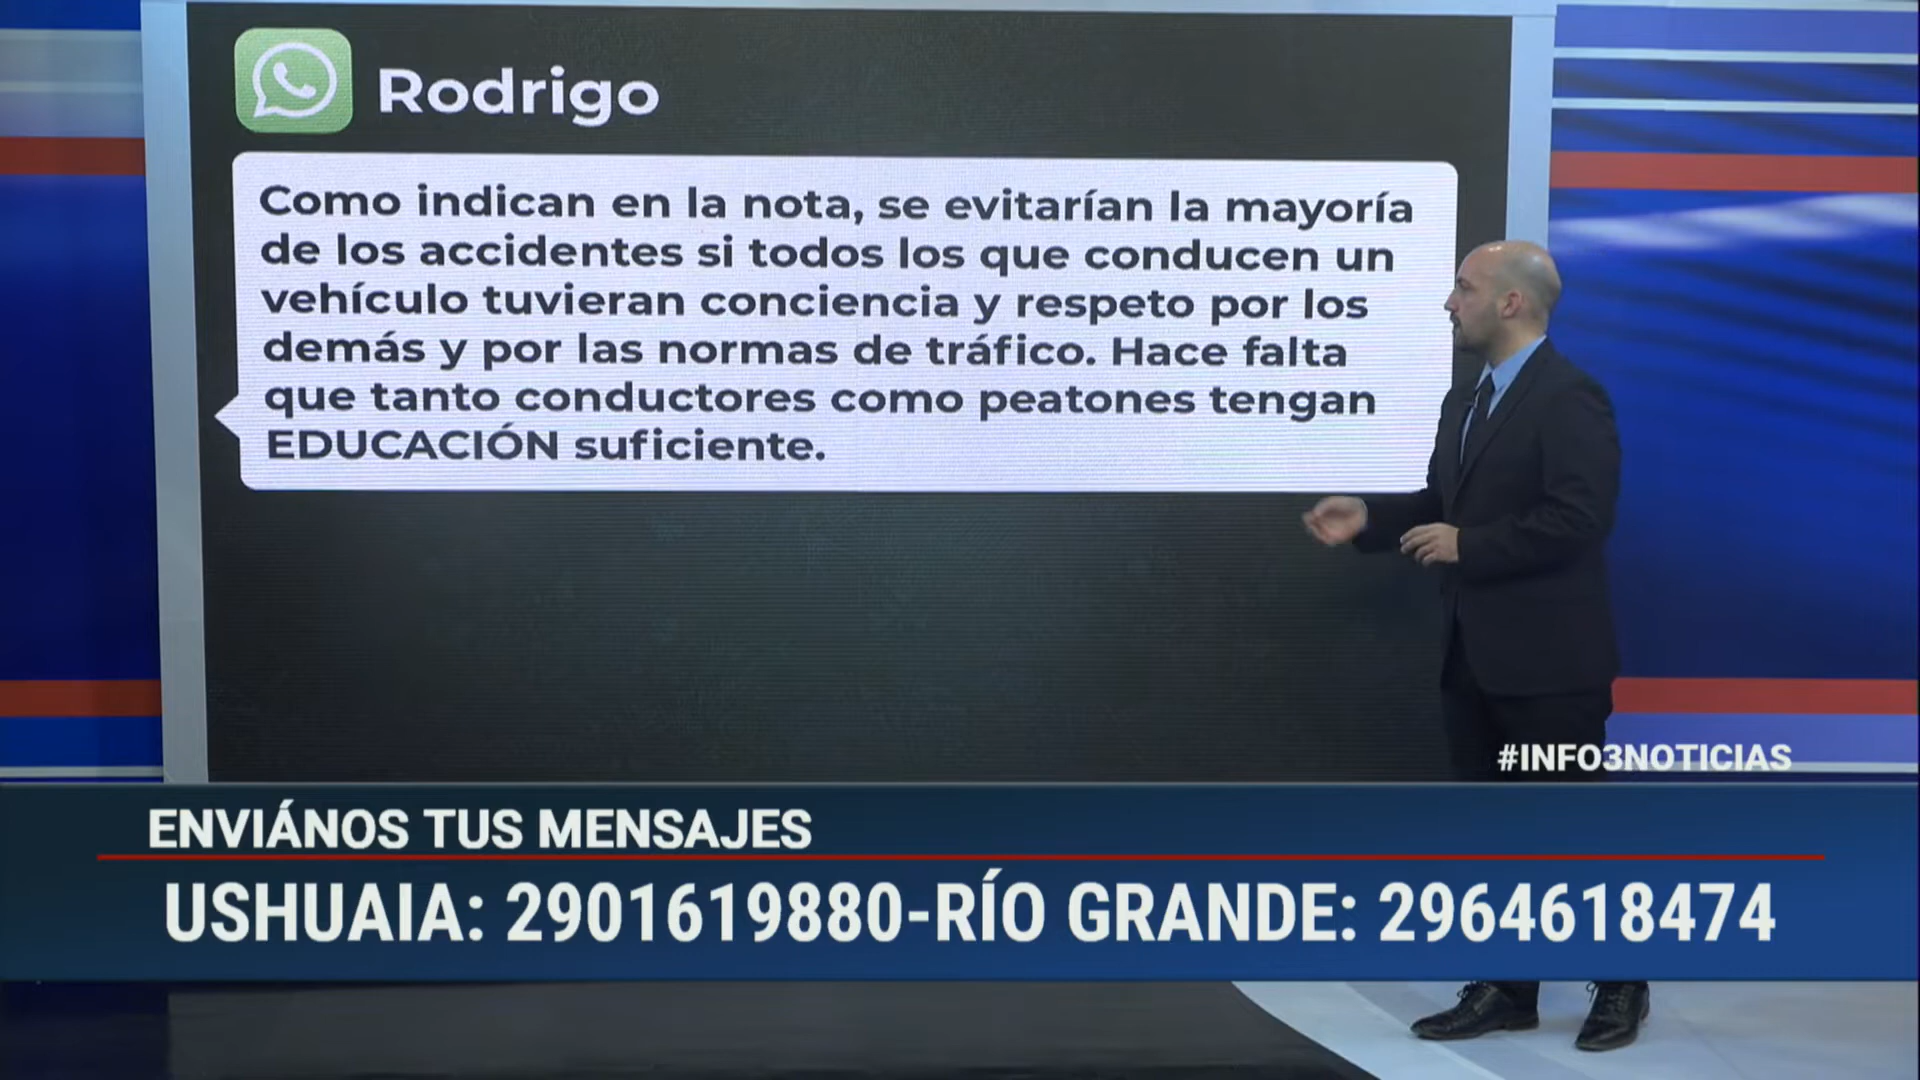 Rodrigo
Como indican en la nota, se evitarían la mayoría
de los accidentes si todos los que conducen un
vehículo tuvieran conciencia y respeto por los
demás y por las normas de tráfico. Hace falta
que tanto conductores como peatones tengan
EDUCACIÓN suficiente.
#INFO3NOTICIAS
ENVIÁNOS TUS MENSAJES
USHUAIA: 2901619880-RÍO GRANDE: 2964618474